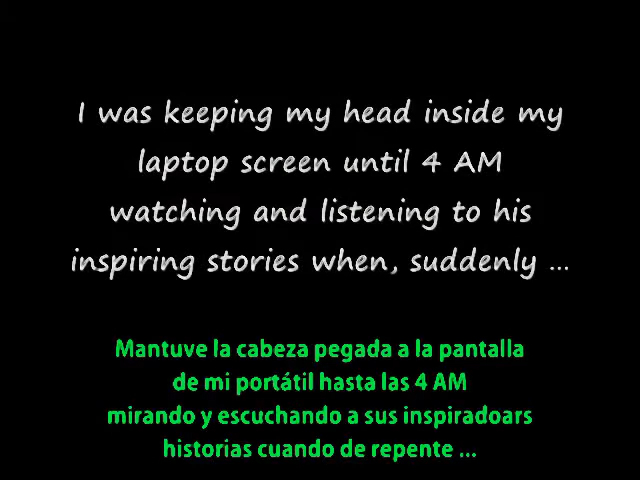 I was keeping my head inside my
laptop screen until 4 AM
watching and listening to his
inspiring stories when, suddenly ...
Mantuve la cabeza pegada a la pantalla
de mi portátil hasta las 4 AM
mirando y escuchando a sus inspiradoars
historias cuando de repente ...